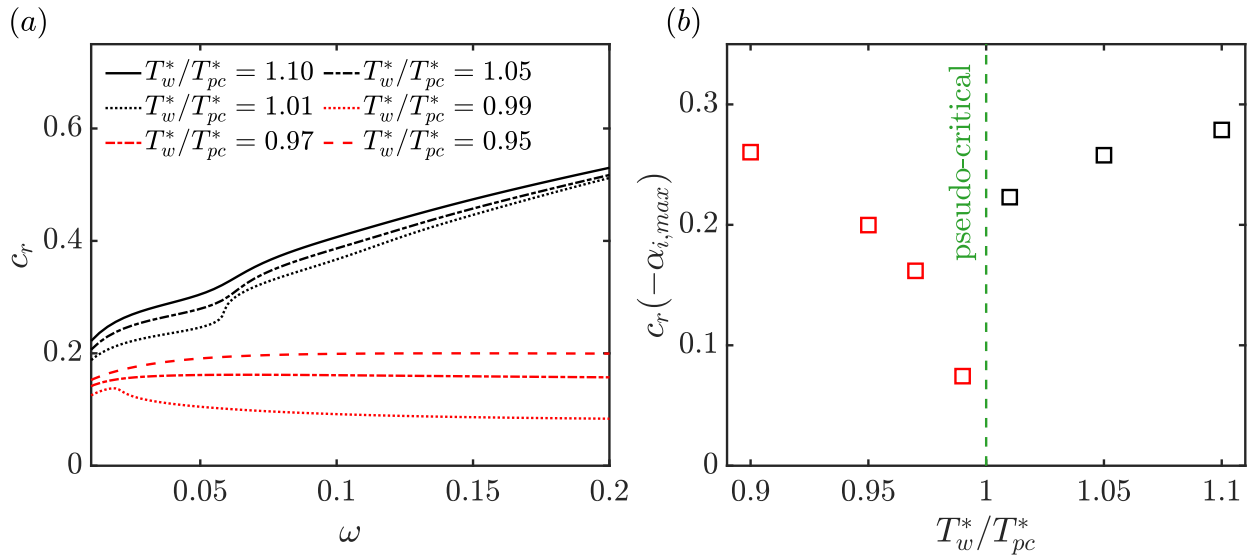 (a)
T*w/T*pc = 1.10
T*w/T*pc = 1.05
T*w/T*pc = 1.01
T*w/T*pc = 0.99
T*w/T*pc = 0.97
T*w/T*pc = 0.95
0.6
0.4
0.2
0
cr
0.05
0.1
0.15
0.2
ω
(b)
pseudo-critical
0.3
0.2
0.1
0
cr(−αi,max)
0.9
0.95
1
1.05
1.1
T*w/T*pc